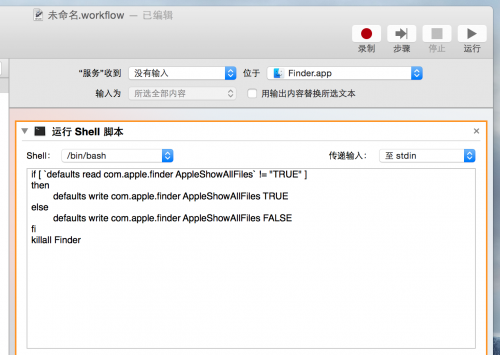 未命名.workflow — 已编辑
录制 步骤 停止 运行
“服务”收到 没有输入 位于 Finder.app
输入为 所选全部内容 用输出内容替换所选文本
运行 Shell 脚本
Shell: /bin/bash 传递输入: 至 stdin
if [ `defaults read com.apple.finder AppleShowAllFiles` != "TRUE" ]
then
defaults write com.apple.finder AppleShowAllFiles TRUE
else
defaults write com.apple.finder AppleShowAllFiles FALSE
fi
killall Finder